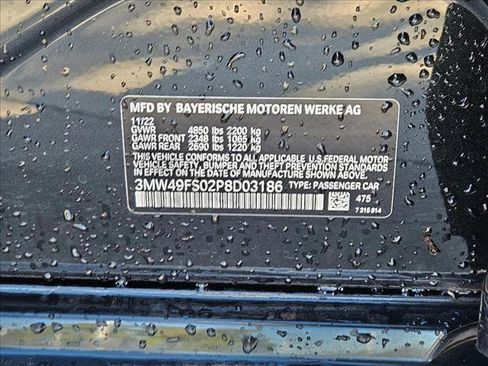 MFD BY BAYERISCHE MOTOREN WERKE AG
11/22
GVWR 4850 lbs 2200 kg
GAWR FRONT 2348 lbs 1065 kg
GAWR REAR 2690 lbs 1220 kg
THIS VEHICLE CONFORMS TO ALL APPLICABLE U.S.FEDERAL MOTOR
VEHICLE SAFETY, BUMPER AND THEFT PREVENTION STANDARDS
IN EFFECT ON THE DATE OF MANUFACTURE SHOWN ABOVE.
3MW49FS02P8D03186 TYPE: PASSENGER CAR
475
7 316 814